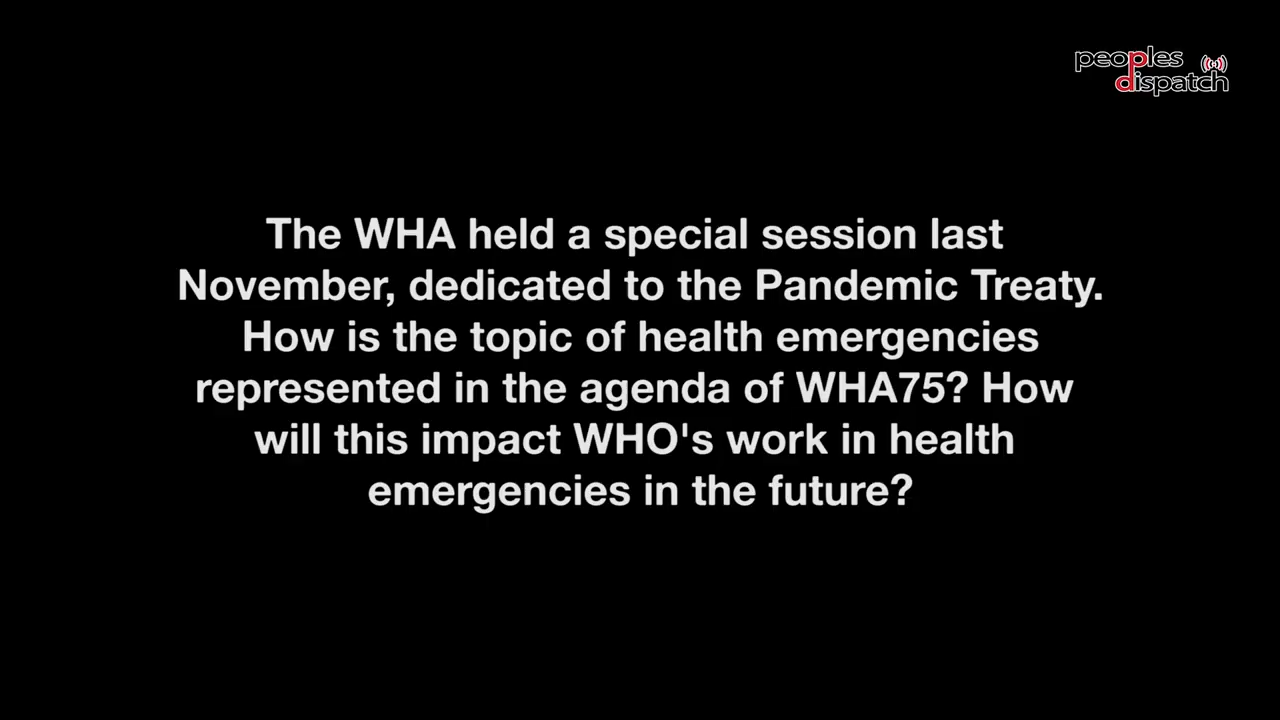 peoples
dispatch
The WHA held a special session last
November, dedicated to the Pandemic Treaty.
How is the topic of health emergencies
represented in the agenda of WHA75? How
will this impact WHO's work in health
emergencies in the future?